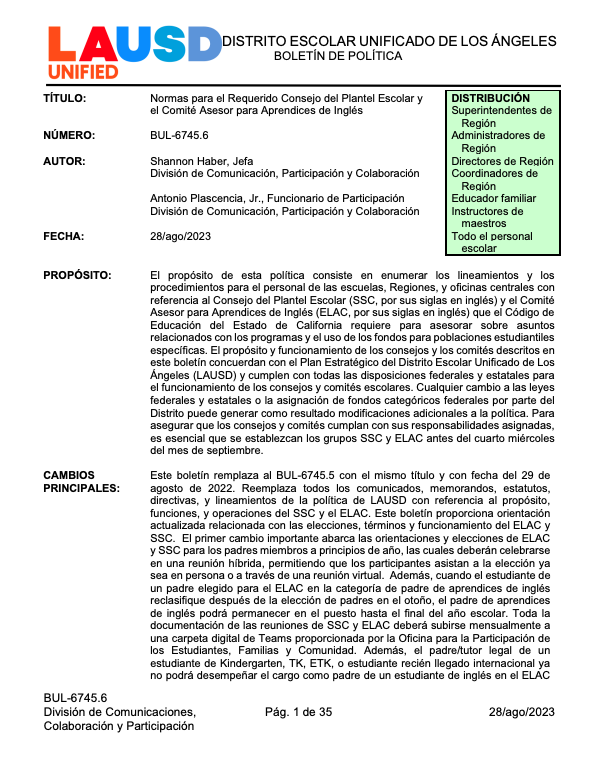 LAUSD
UNIFIED
DISTRITO ESCOLAR UNIFICADO DE LOS ÁNGELES
BOLETÍN DE POLÍTICA
TÍTULO: Normas para el Requerido Consejo del Plantel Escolar y
el Comité Asesor para Aprendices de Inglés
NÚMERO: BUL-6745.6
AUTOR: Shannon Haber, Jefa
División de Comunicación, Participación y Colaboración
Antonio Plascencia, Jr., Funcionario de Participación
División de Comunicación, Participación y Colaboración
FECHA: 28/ago/2023
DISTRIBUCIÓN
Superintendentes de
Región
Administradores de
Región
Directores de Región
Coordinadores de
Región
Educador familiar
Instructores de
maestros
Todo el personal
escolar
PROPÓSITO: El propósito de esta política consiste en enumerar los lineamientos y los
procedimientos para el personal de las escuelas, Regiones, y oficinas centrales con
referencia al Consejo del Plantel Escolar (SSC, por sus siglas en inglés) y el Comité
Asesor para Aprendices de Inglés (ELAC, por sus siglas en inglés) que el Código de
Educación del Estado de California requiere para asesorar sobre asuntos
relacionados con los programas y el uso de los fondos para poblaciones estudiantiles
específicas. El propósito y funcionamiento de los consejos y los comités descritos en
este boletín concuerdan con el Plan Estratégico del Distrito Escolar Unificado de Los
Ángeles (LAUSD) y cumplen con todas las disposiciones federales y estatales para
el funcionamiento de los consejos y comités escolares. Cualquier cambio a las leyes
federales y estatales o la asignación de fondos categóricos federales por parte del
Distrito puede generar como resultado modificaciones adicionales a la política. Para
asegurar que los consejos y comités cumplan con sus responsabilidades asignadas,
es esencial que se establezcan los grupos SSC y ELAC antes del cuarto miércoles
del mes de septiembre.
CAMBIOS
PRINCIPALES:
Este boletín remplaza al BUL-6745.5 con el mismo título y con fecha del 29 de
agosto de 2022. Reemplaza todos los comunicados, memorandos, estatutos,
directivas, y lineamientos de la política de LAUSD con referencia al propósito,
funciones, y operaciones del SSC y el ELAC. Este boletín proporciona orientación
actualizada relacionada con las elecciones, términos y funcionamiento del ELAC y
SSC. El primer cambio importante abarca las orientaciones y elecciones de ELAC
y SSC para los padres miembros a principios de año, las cuales deberán celebrarse
en una reunión híbrida, permitiendo que los participantes asistan a la elección ya
sea en persona o a través de una reunión virtual. Además, cuando el estudiante de
un padre elegido para el ELAC en la categoría de padre de aprendices de inglés
reclasifique después de la elección de padres en el otoño, el padre de aprendices
de inglés podrá permanecer en el puesto hasta el final del año escolar. Toda la
documentación de las reuniones de SSC y ELAC deberá subirse mensualmente a
una carpeta digital de Teams proporcionada por la Oficina para la Participación de
los Estudiantes, Familias y Comunidad. Además, el padre/tutor legal de un
estudiante de Kindergarten, TK, ETK, o estudiante recién llegado internacional ya
no podrá desempeñar el cargo como padre de un estudiante de inglés en el ELAC
BUL-6745.6
División de Comunicaciones,
Colaboración y Participación
Pág. 1 de 35
28/ago/2023